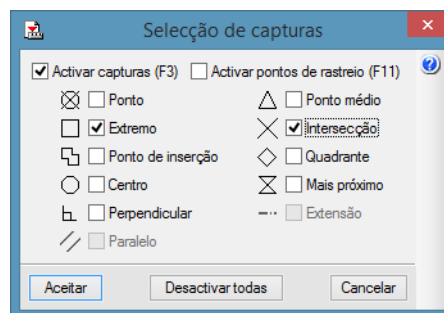 Selecção de capturas
Activar capturas (F3) Activar pontos de rastreio (F11)
Ponto Ponto médio
Extremo Intersecção
Ponto de inserção Quadrante
Centro Mais próximo
Perpendicular Extensão
Paralelo
Aceitar Desactivar todas Cancelar